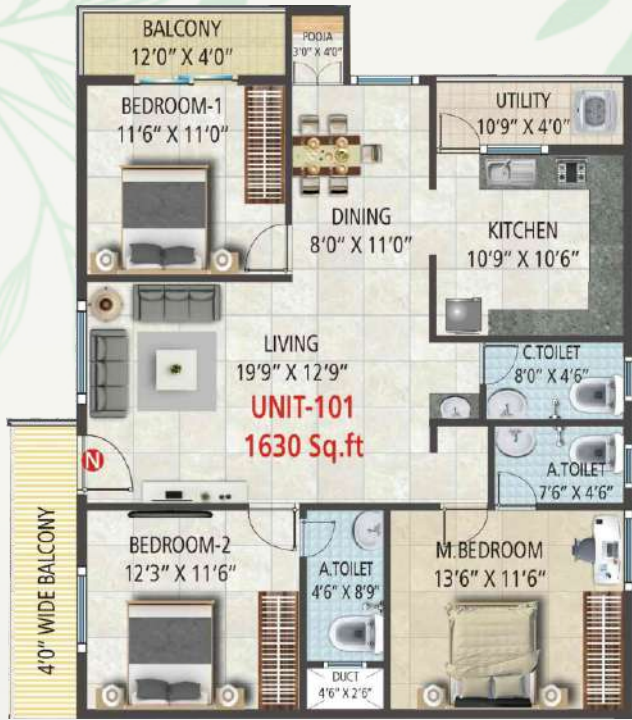 BALCONY
12'0" X 4'0"
POOJA
3'0" X 4'0"
BEDROOM-1
11'6" X 11'0"
UTILITY
10'9" X 4'0"
DINING
8'0" X 11'0"
KITCHEN
10'9" X 10'6"
LIVING
19'9" X 12'9"
UNIT-101
1630 Sq.ft
C.TOILET
8'0" X 4'6"
N
A.TOILET
7'6" X 4'6"
4'0" WIDE BALCONY
BEDROOM-2
12'3" X 11'6"
A.TOILET
4'6" X 8'9"
M.BEDROOM
13'6" X 11'6"
DUCT
4'6" X 2'6"